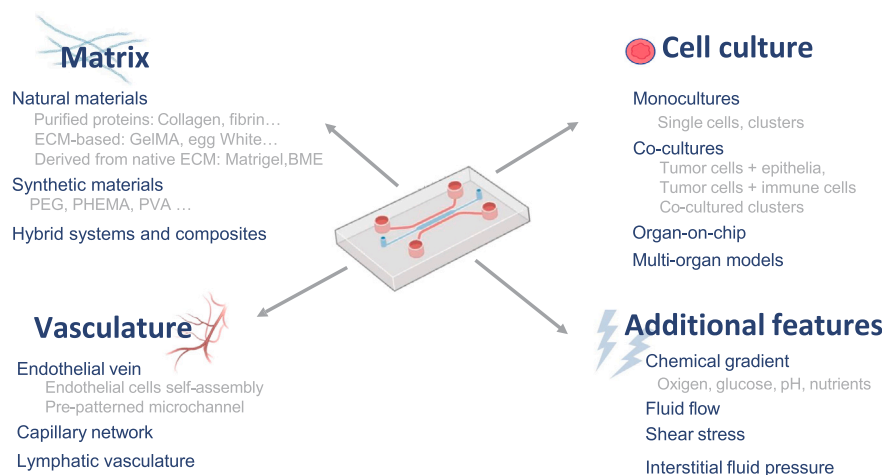 Matrix
Natural materials
Purified proteins: Collagen, fibrin…
ECM-based: GelMA, egg White…
Derived from native ECM: Matrigel,BME
Synthetic materials
PEG, PHEMA, PVA …
Hybrid systems and composites
Cell culture
Monocultures
Single cells, clusters
Co-cultures
Tumor cells + epithelia,
Tumor cells + immune cells
Co-cultured clusters
Organ-on-chip
Multi-organ models
Vasculature
Endothelial vein
Endothelial cells self-assembly
Pre-patterned microchannel
Capillary network
Lymphatic vasculature
Additional features
Chemical gradient
Oxigen, glucose, pH, nutrients
Fluid flow
Shear stress
Interstitial fluid pressure